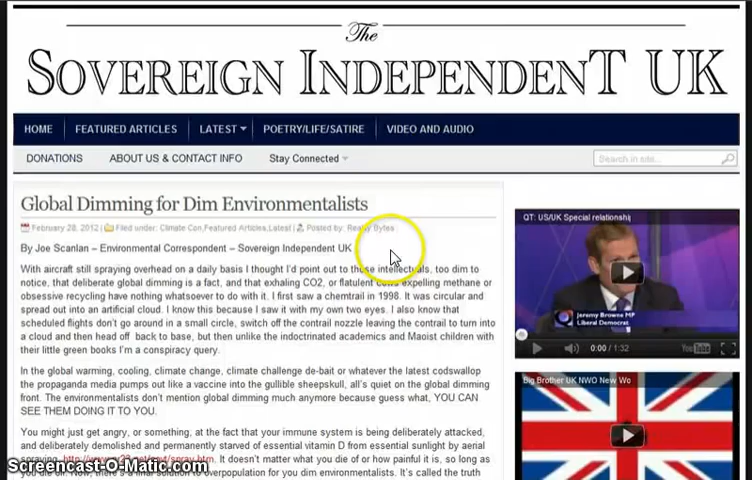 The
SOVEREIGN INDEPENDENT UK
HOME FEATURED ARTICLES LATEST POETRY/LIFE/SATIRE VIDEO AND AUDIO
DONATIONS ABOUT US & CONTACT INFO Stay Connected Search in site...
Global Dimming for Dim Environmentalists
February 28, 2012 | Filed under: Climate Con,Featured Articles,Latest | Posted by: Ready Bytes
By Joe Scanlan – Environmental Correspondent – Sovereign Independent UK
With aircraft still spraying overhead on a daily basis I thought I'd point out to those intellectuals, too dim to
notice, that deliberate global dimming is a fact, and that exhaling CO2, or flatulent cows expelling methane or
obsessive recycling have nothing whatsoever to do with it. I first saw a chemtrail in 1998. It was circular and
spread out into an artificial cloud. I know this because I saw it with my own two eyes. I also know that
scheduled flights don't go around in a small circle, switch off the contrail nozzle leaving the contrail to turn into
a cloud and then head off back to base, but then unlike the indoctrinated academics and Maoist children with
their little green books I'm a conspiracy query.
In the global warming, cooling, climate change, climate challenge de-bait or whatever the latest codswallop
the propaganda media pumps out like a vaccine into the gullible sheepskull, all's quiet on the global dimming
front. The environmentalists don't mention global dimming much anymore because guess what, YOU CAN
SEE THEM DOING IT TO YOU.
You might just get angry, or something, at the fact that your immune system is being deliberately attacked,
and deliberately demolished and permanently starved of essential vitamin D from essential sunlight by aerial
spraying. It doesn't matter what you die of or how painful it is, so long as
you die off. Now, there's a final solution to overpopulation for you dim environmentalists. It's called the truth
QT: US/UK Special relationship
Jeremy Browne MP
Liberal Democrat
0:00 / 1:32 YouTube
Big Brother UK NWO New Wo
Screencast-O-Matic.com